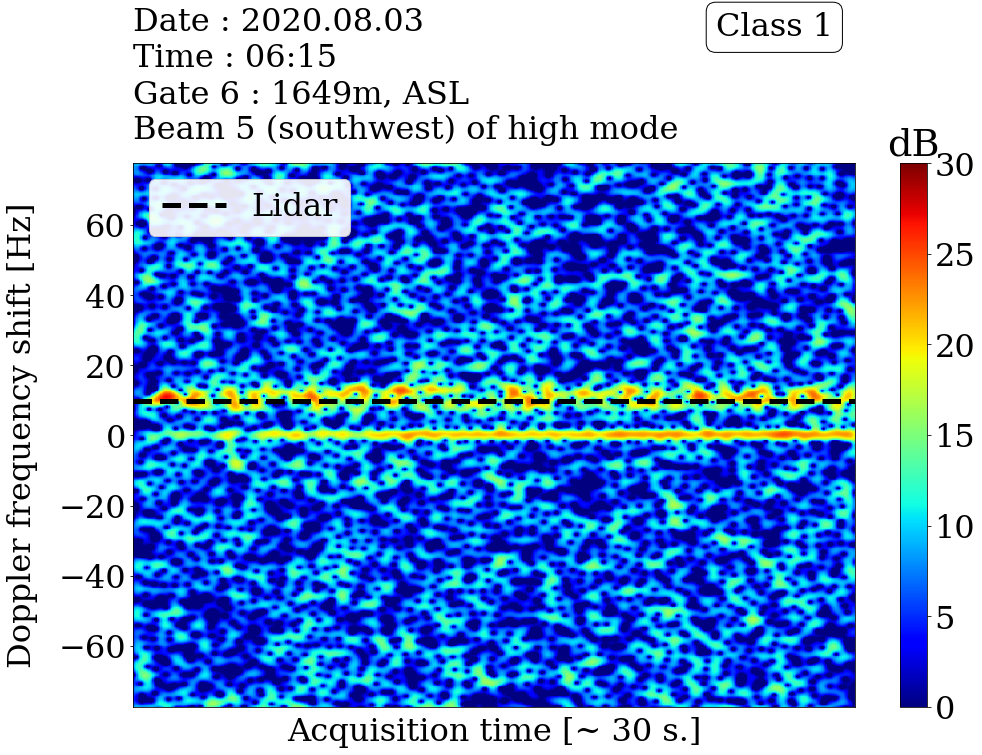 Date : 2020.08.03
Time : 06:15
Gate 6 : 1649m, ASL
Beam 5 (southwest) of high mode
Class 1
dB
Lidar
Doppler frequency shift [Hz]
60
40
20
0
−20
−40
−60
Acquisition time [~ 30 s.]
30
25
20
15
10
5
0